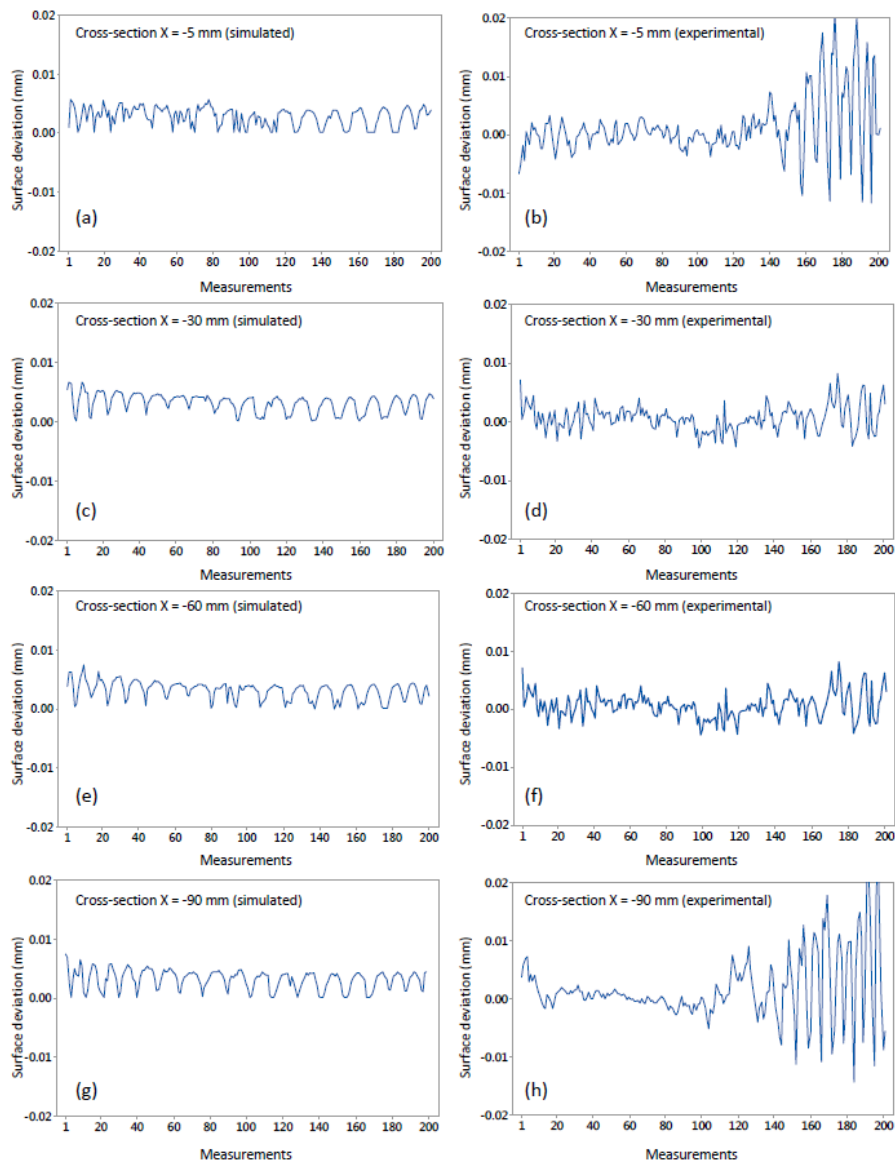 Cross-section X = -5 mm (simulated)
Surface deviation (mm)
0.02
0.01
0.00
-0.01
-0.02
(a)
1 20 40 60 80 100 120 140 160 180 200
Measurements
Cross-section X = -5 mm (experimental)
Surface deviation (mm)
0.02
0.01
0.00
-0.01
-0.02
(b)
1 20 40 60 80 100 120 140 160 180 200
Measurements
Cross-section X = -30 mm (simulated)
Surface deviation (mm)
0.02
0.01
0.00
-0.01
-0.02
(c)
1 20 40 60 80 100 120 140 160 180 200
Measurements
Cross-section X = -30 mm (experimental)
Surface deviation (mm)
0.02
0.01
0.00
-0.01
-0.02
(d)
1 20 40 60 80 100 120 140 160 180 200
Measurements
Cross-section X = -60 mm (simulated)
Surface deviation (mm)
0.02
0.01
0.00
-0.01
-0.02
(e)
1 20 40 60 80 100 120 140 160 180 200
Measurements
Cross-section X = -60 mm (experimental)
Surface deviation (mm)
0.02
0.01
0.00
-0.01
-0.02
(f)
1 20 40 60 80 100 120 140 160 180 200
Measurements
Cross-section X = -90 mm (simulated)
Surface deviation (mm)
0.02
0.01
0.00
-0.01
-0.02
(g)
1 20 40 60 80 100 120 140 160 180 200
Measurements
Cross-section X = -90 mm (experimental)
Surface deviation (mm)
0.02
0.01
0.00
-0.01
-0.02
(h)
1 20 40 60 80 100 120 140 160 180 200
Measurements